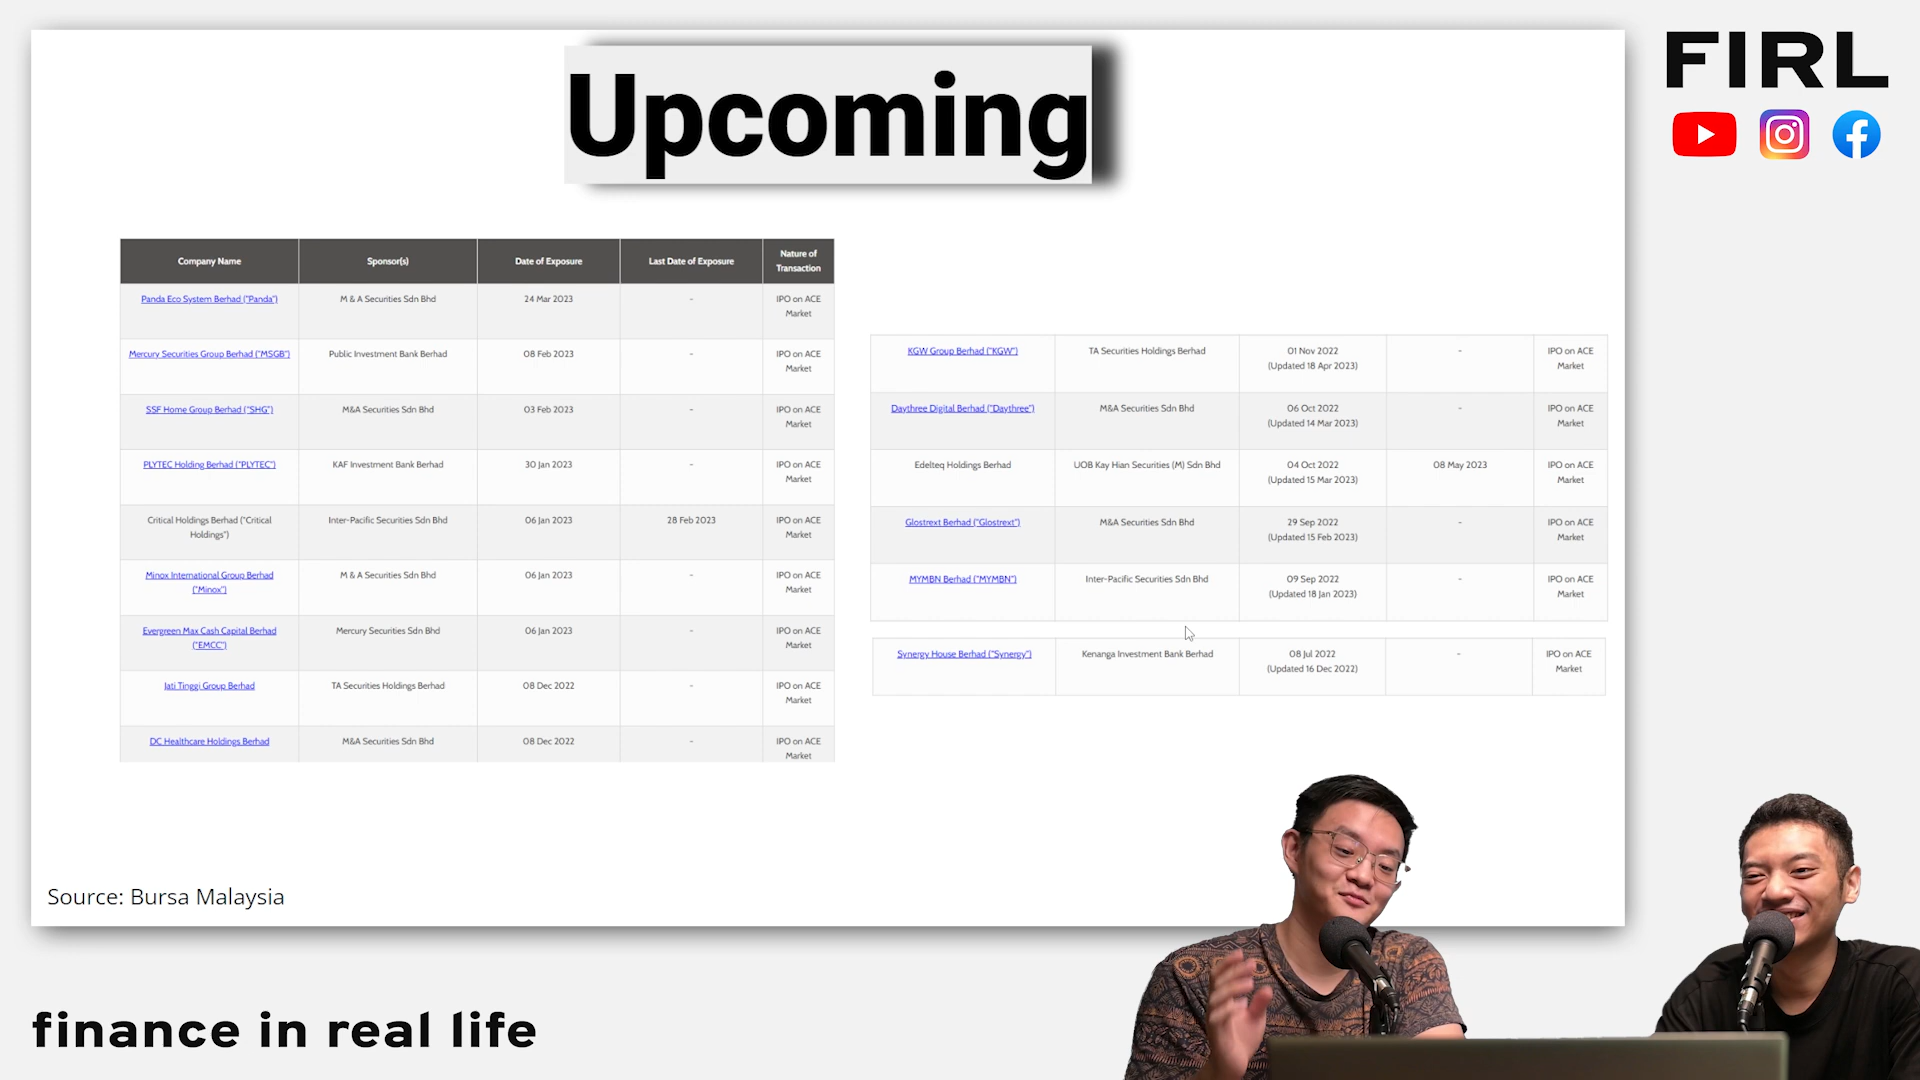 Upcoming
FIRL
Company Name Sponsor(s) Date of Exposure Last Date of Exposure Nature of Transaction
Panda Eco System Berhad ("Panda") M & A Securities Sdn Bhd 24 Mar 2023 - IPO on ACE Market
Mercury Securities Group Berhad ("MSGB") Public Investment Bank Berhad 08 Feb 2023 - IPO on ACE Market
SSF Home Group Berhad ("SHG") M&A Securities Sdn Bhd 03 Feb 2023 - IPO on ACE Market
PLYTEC Holding Berhad ("PLYTEC") KAF Investment Bank Berhad 30 Jan 2023 - IPO on ACE Market
Critical Holdings Berhad ("Critical Holdings") Inter-Pacific Securities Sdn Bhd 06 Jan 2023 28 Feb 2023 IPO on ACE Market
Minox International Group Berhad ("Minox") M & A Securities Sdn Bhd 06 Jan 2023 - IPO on ACE Market
Evergreen Max Cash Capital Berhad ("EMCC") Mercury Securities Sdn Bhd 06 Jan 2023 - IPO on ACE Market
Jati Tinggi Group Berhad TA Securities Holdings Berhad 08 Dec 2022 - IPO on ACE Market
DC Healthcare Holdings Berhad M&A Securities Sdn Bhd 08 Dec 2022 - IPO on ACE Market
KGW Group Berhad ("KGW") TA Securities Holdings Berhad 01 Nov 2022 (Updated 18 Apr 2023) - IPO on ACE Market
Daythree Digital Berhad ("Daythree") M&A Securities Sdn Bhd 06 Oct 2022 (Updated 14 Mar 2023) - IPO on ACE Market
Edelteq Holdings Berhad UOB Kay Hian Securities (M) Sdn Bhd 04 Oct 2022 (Updated 15 Mar 2023) 08 May 2023 IPO on ACE Market
Glostrext Berhad ("Glostrext") M&A Securities Sdn Bhd 29 Sep 2022 (Updated 15 Feb 2023) - IPO on ACE Market
MYMBN Berhad ("MYMBN") Inter-Pacific Securities Sdn Bhd 09 Sep 2022 (Updated 18 Jan 2023) - IPO on ACE Market
Synergy House Berhad ("Synergy") Kenanga Investment Bank Berhad 08 Jul 2022 (Updated 16 Dec 2022) - IPO on ACE Market
Source: Bursa Malaysia
finance in real life